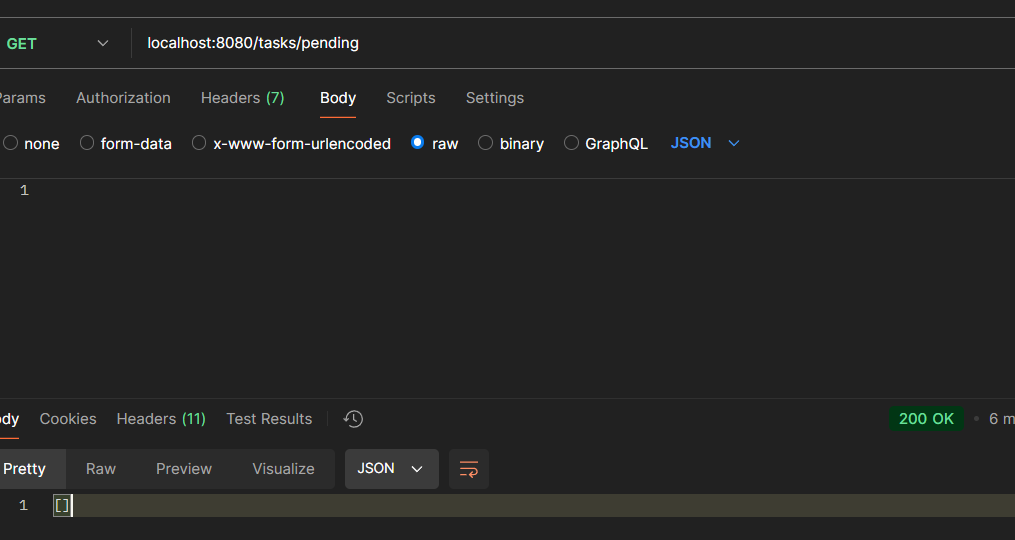 GET localhost:8080/tasks/pending
Params Authorization Headers (7) Body Scripts Settings
none form-data x-www-form-urlencoded raw binary GraphQL JSON
1
Cookies Headers (11) Test Results 200 OK 6 m
Pretty Raw Preview Visualize JSON
1 []